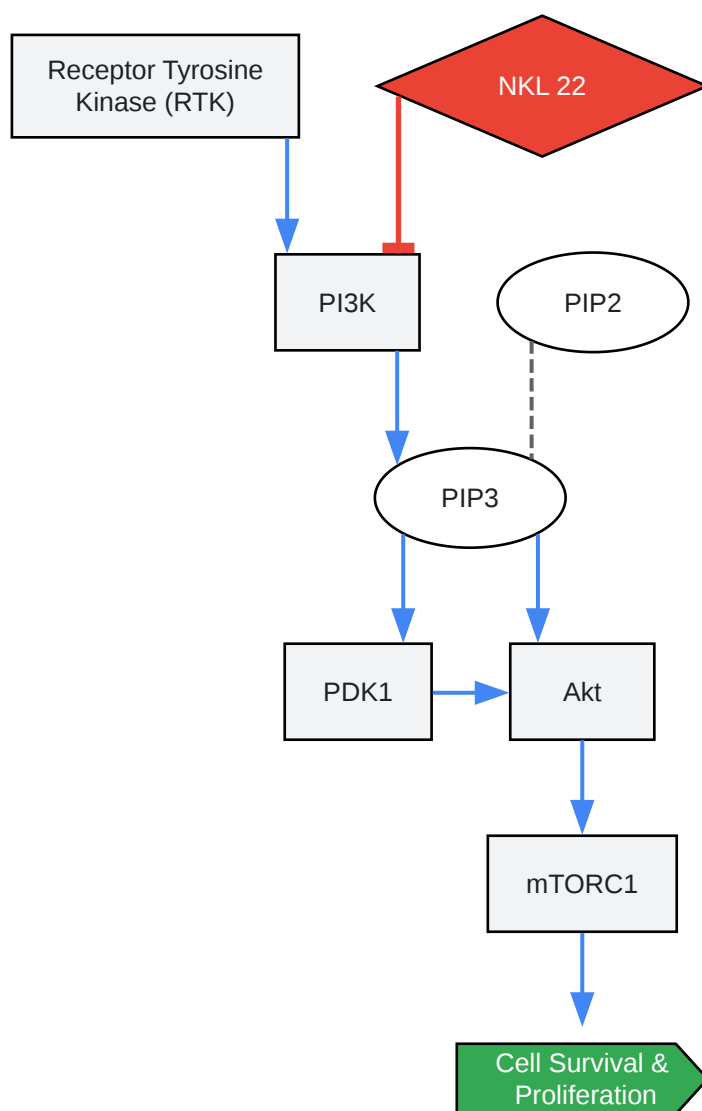 Receptor Tyrosine
Kinase (RTK)
NKL 22
PI3K
PIP2
PIP3
PDK1
Akt
mTORC1
Cell Survival &
Proliferation